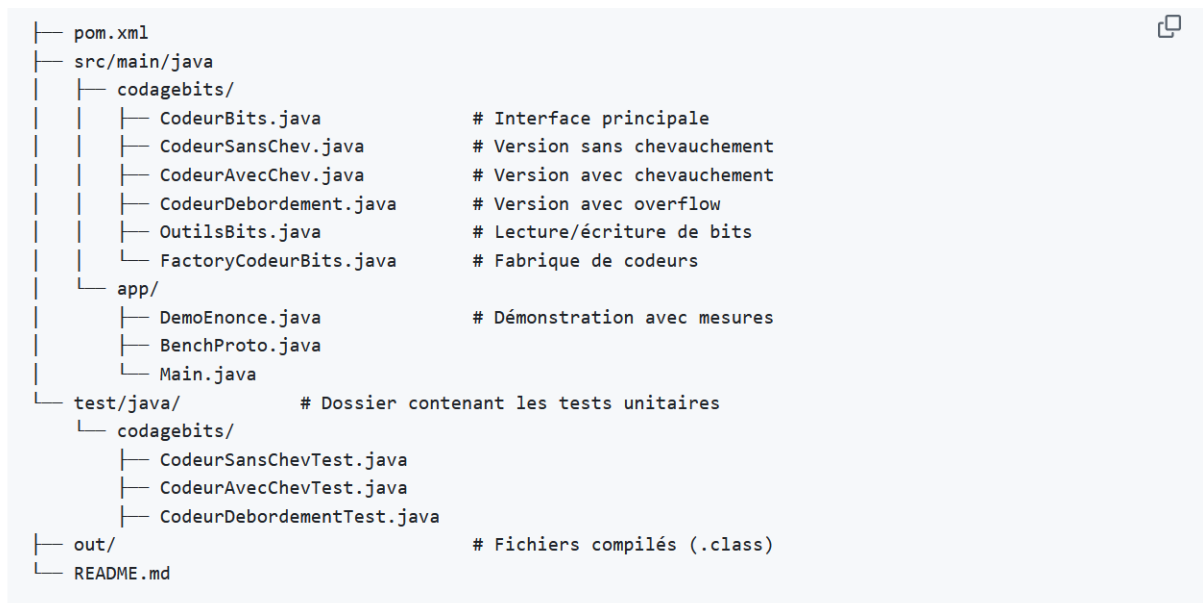 ├── pom.xml
├── src/main/java
│   ├── codagebits/
│   │   ├── CodeurBits.java                # Interface principale
│   │   ├── CodeurSansChev.java            # Version sans chevauchement
│   │   ├── CodeurAvecChev.java            # Version avec chevauchement
│   │   ├── CodeurDebordement.java         # Version avec overflow
│   │   ├── OutilsBits.java                # Lecture/écriture de bits
│   │   └── FactoryCodeurBits.java         # Fabrique de codeurs
│   └── app/
│       ├── DemoEnonce.java                # Démonstration avec mesures
│       ├── BenchProto.java
│       └── Main.java
└── test/java/           # Dossier contenant les tests unitaires
    └── codagebits/
        ├── CodeurSansChevTest.java
        ├── CodeurAvecChevTest.java
        ├── CodeurDebordementTest.java
├── out/                                   # Fichiers compilés (.class)
└── README.md